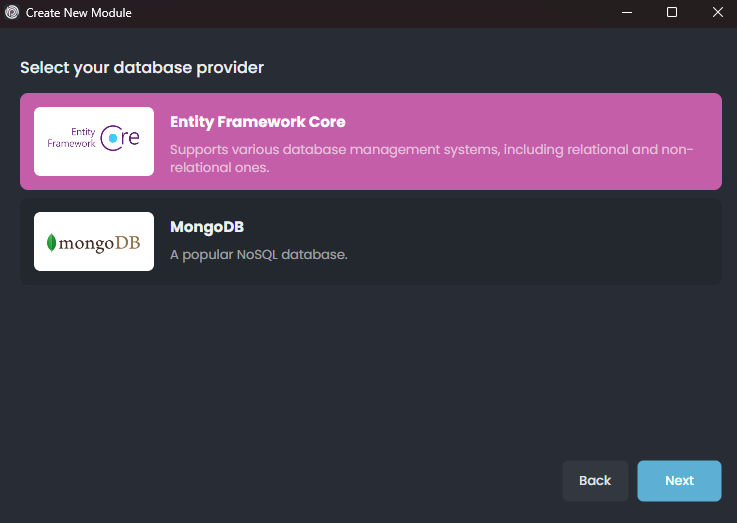 Create New Module
Select your database provider
Entity
Framework
Core
Entity Framework Core
Supports various database management systems, including relational and non-
relational ones.
mongoDB
MongoDB
A popular NoSQL database.
Back
Next